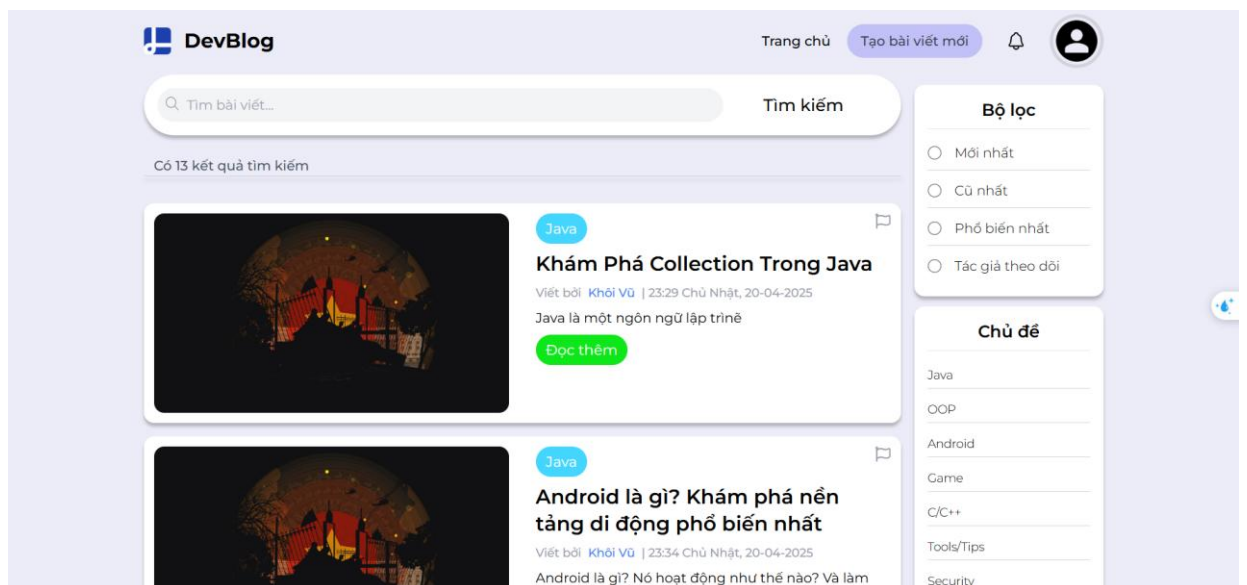 DevBlog
Trang chủ
Tạo bài viết mới
Tìm bài viết...
Tìm kiếm
Có 13 kết quả tìm kiếm
Java
Khám Phá Collection Trong Java
Viết bởi Khôi Vũ | 23:29 Chủ Nhật, 20-04-2025
Java là một ngôn ngữ lập trình̃e
Đọc thêm
Java
Android là gì? Khám phá nền
tảng di động phổ biến nhất
Viết bởi Khôi Vũ | 23:34 Chủ Nhật, 20-04-2025
Android là gì? Nó hoạt động như thế nào? Và làm
Bộ lọc
Mới nhất
Cũ nhất
Phổ biến nhất
Tác giả theo dõi
Chủ đề
Java
OOP
Android
Game
C/C++
Tools/Tips
Security